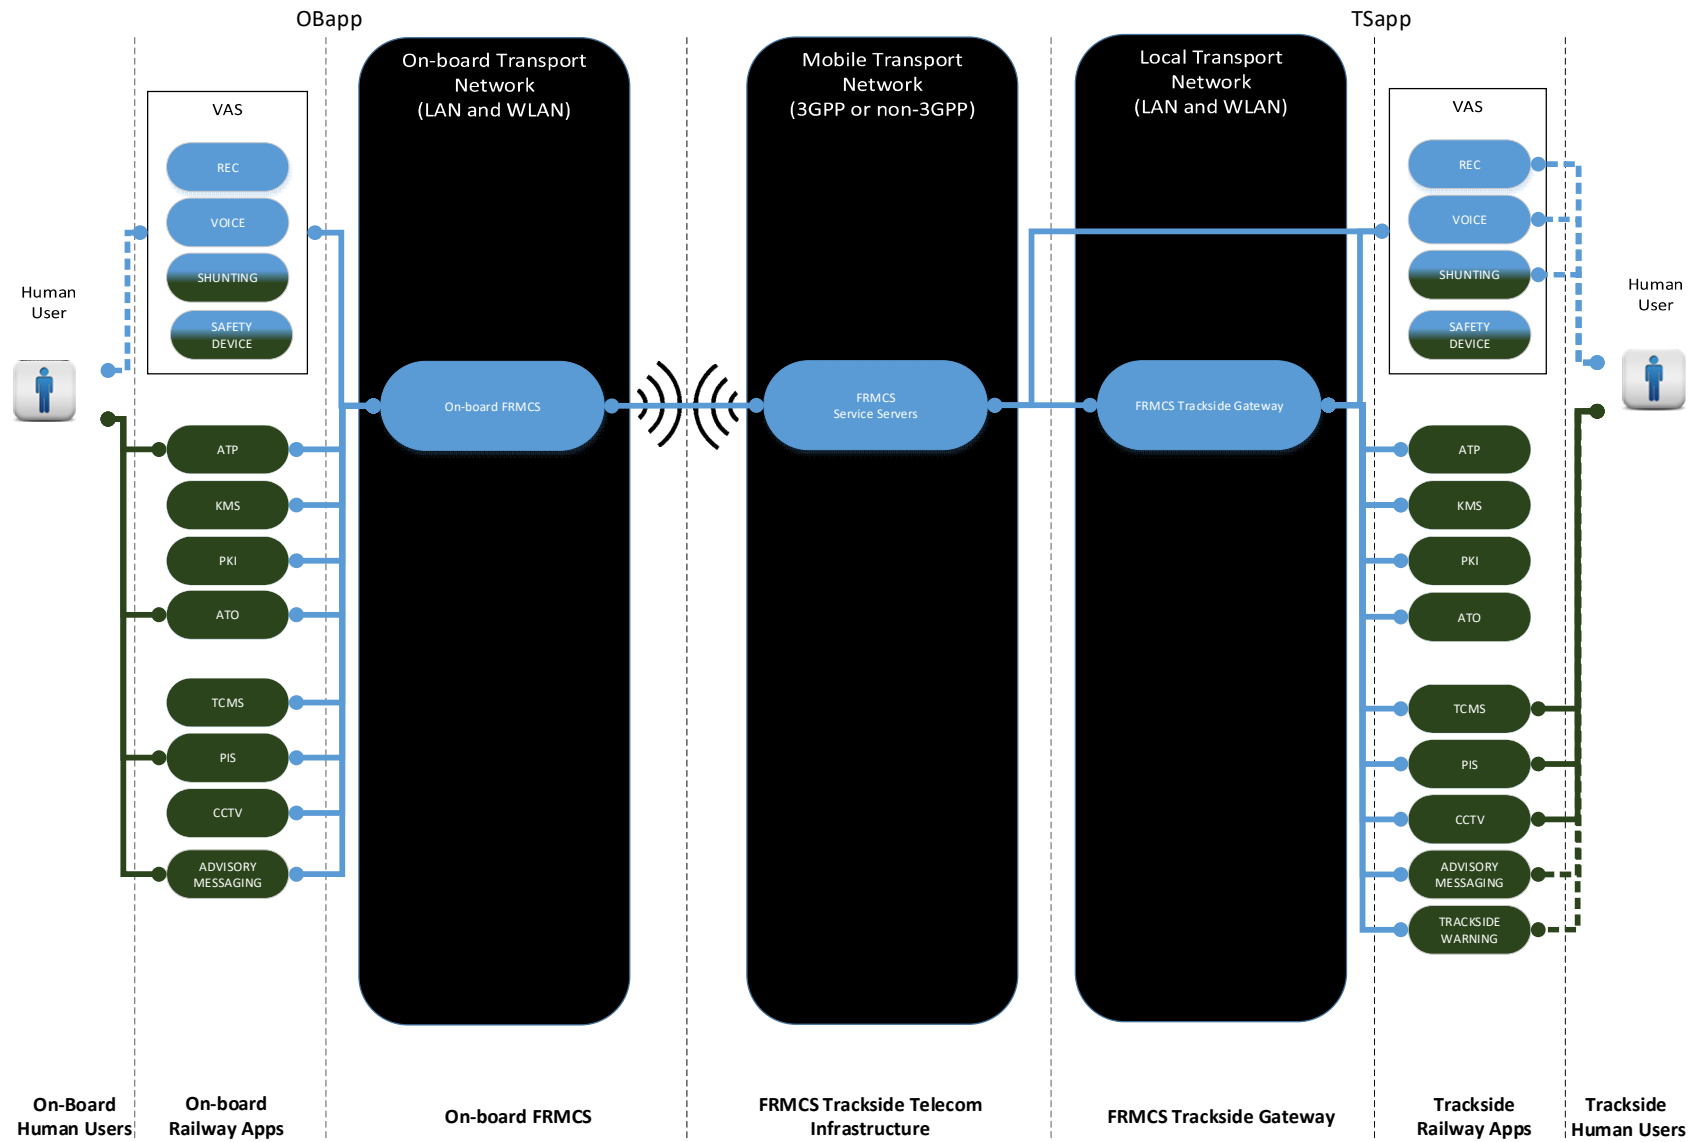 OBapp
TSapp
On-board Transport
Network
(LAN and WLAN)
Mobile Transport
Network
(3GPP or non-3GPP)
Local Transport
Network
(LAN and WLAN)
VAS
REC
VOICE
SHUNTING
SAFETY
DEVICE
VAS
REC
VOICE
SHUNTING
SAFETY
DEVICE
Human
User
Human
User
On-board FRMCS
FRMCS
Service Servers
FRMCS Trackside Gateway
ATP
KMS
PKI
ATO
TCMS
PIS
CCTV
ADVISORY
MESSAGING
ATP
KMS
PKI
ATO
TCMS
PIS
CCTV
ADVISORY
MESSAGING
TRACKSIDE
WARNING
On-Board
Human Users
On-board
Railway Apps
On-board FRMCS
FRMCS Trackside Telecom
Infrastructure
FRMCS Trackside Gateway
Trackside
Railway Apps
Trackside
Human Users